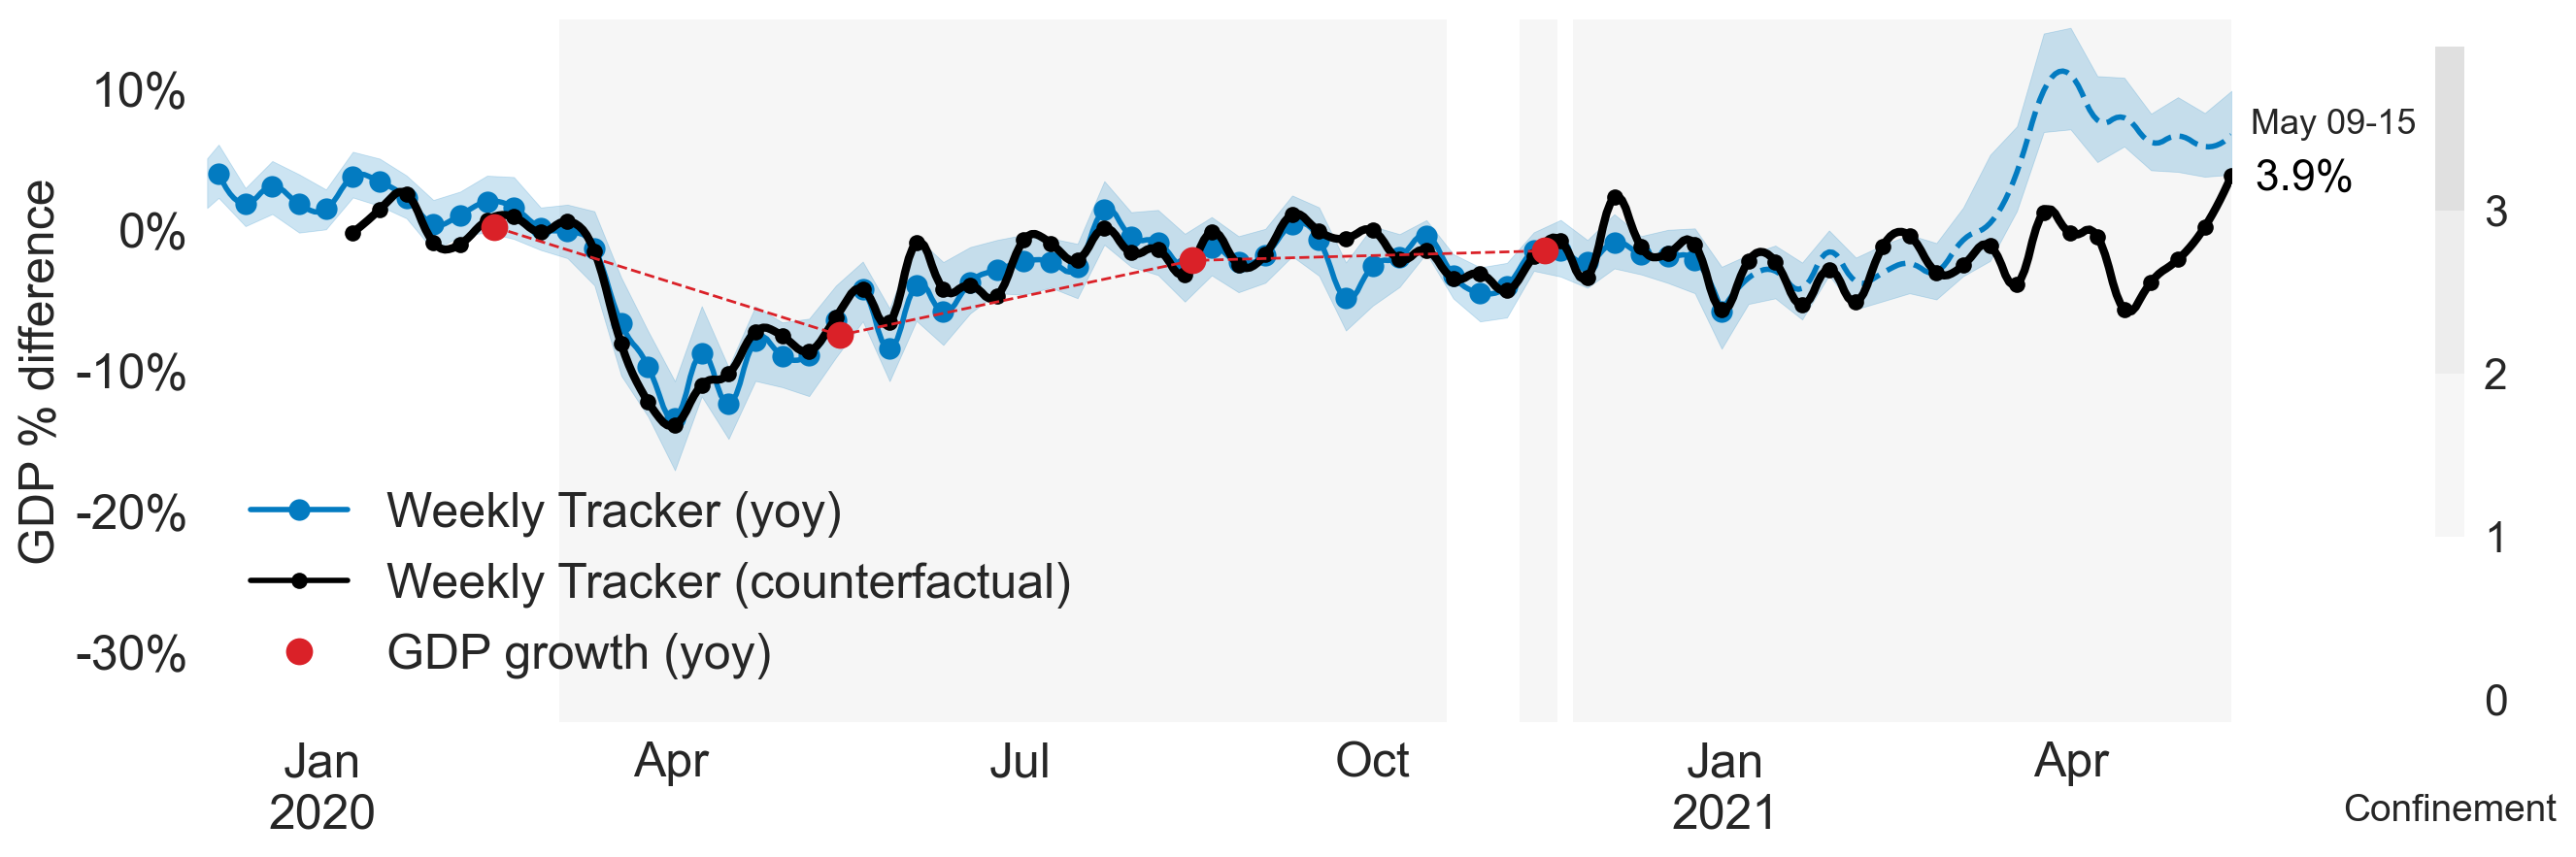 GDP % difference
10%
0%
-10%
-20%
-30%
Weekly Tracker (yoy)
Weekly Tracker (counterfactual)
GDP growth (yoy)
May 09-15
3.9%
3
2
1
0
Jan
2020
Apr
Jul
Oct
Jan
2021
Apr
Confinement